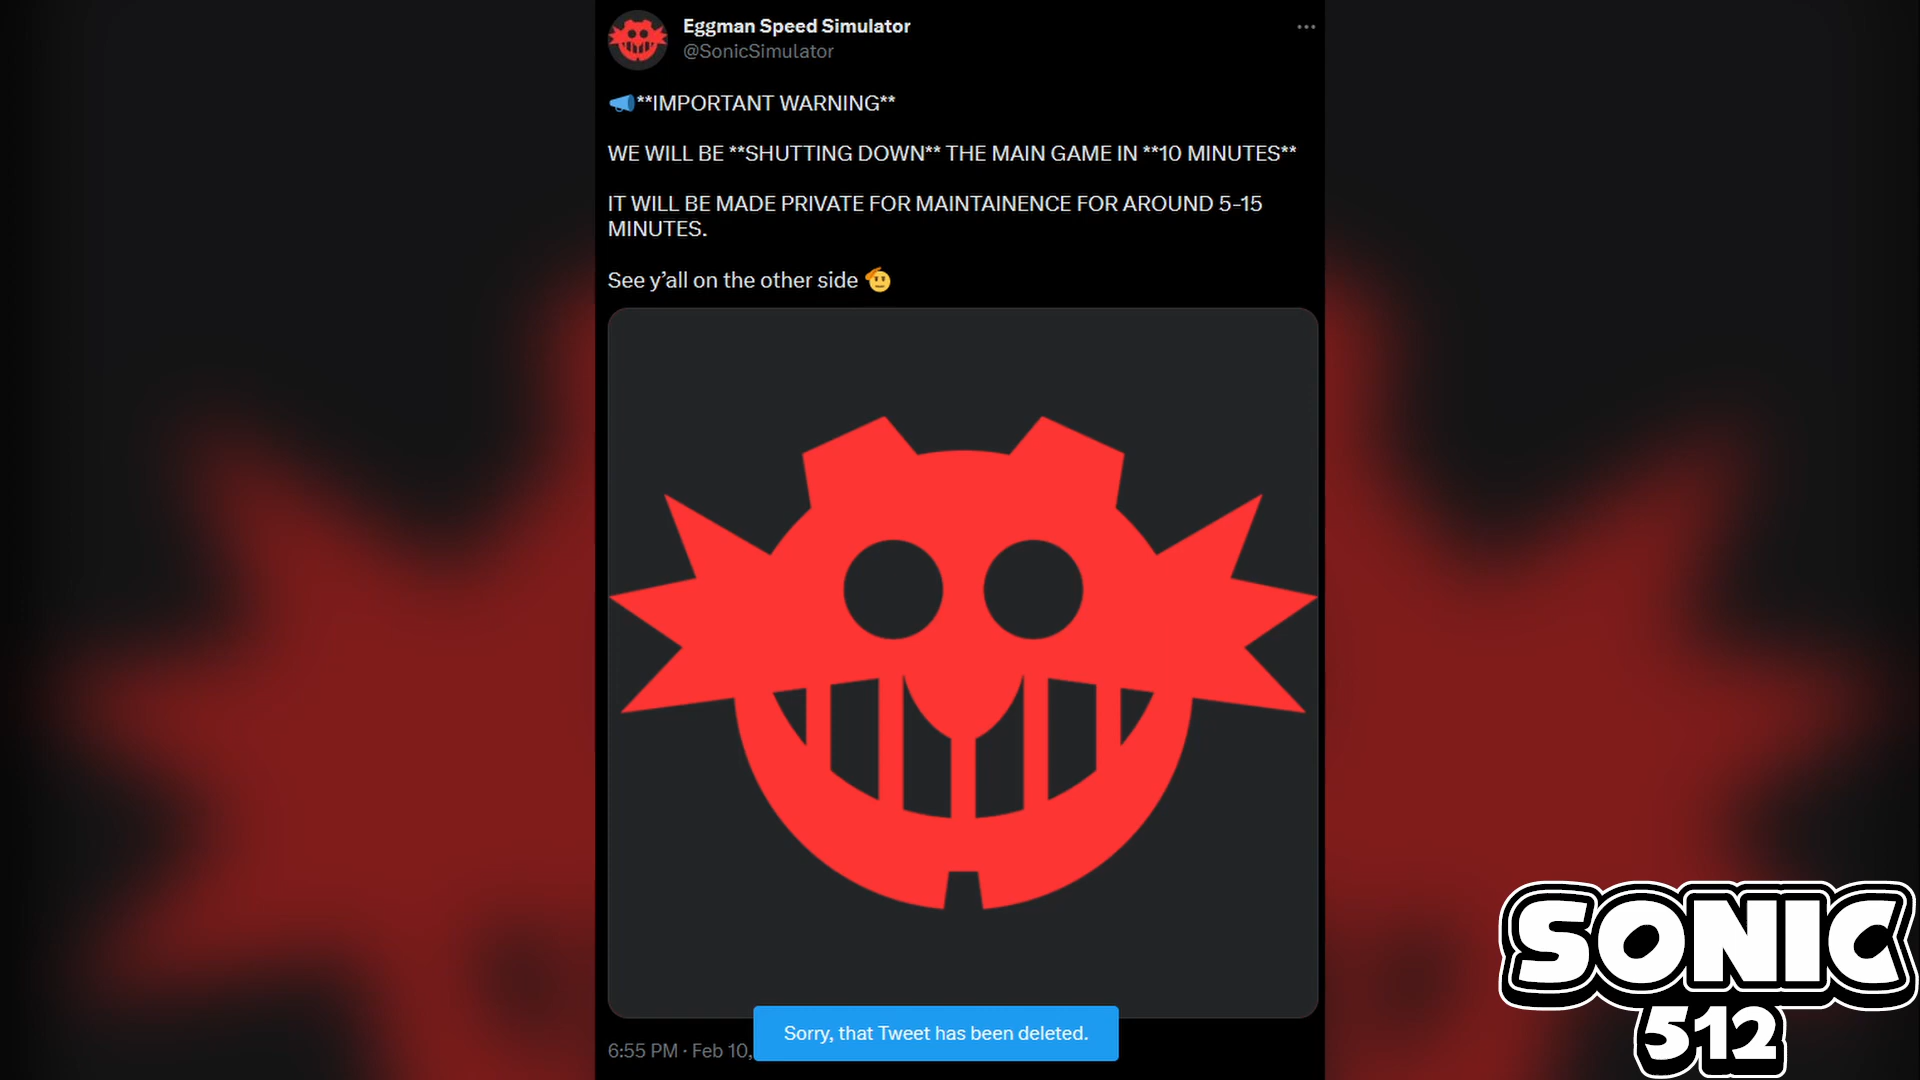 Eggman Speed Simulator
@SonicSimulator
📣**IMPORTANT WARNING**
WE WILL BE **SHUTTING DOWN** THE MAIN GAME IN **10 MINUTES**
IT WILL BE MADE PRIVATE FOR MAINTAINENCE FOR AROUND 5-15
MINUTES.
See y’all on the other side 🫡
Sorry, that Tweet has been deleted.
6:55 PM · Feb 10,
SONIC
512